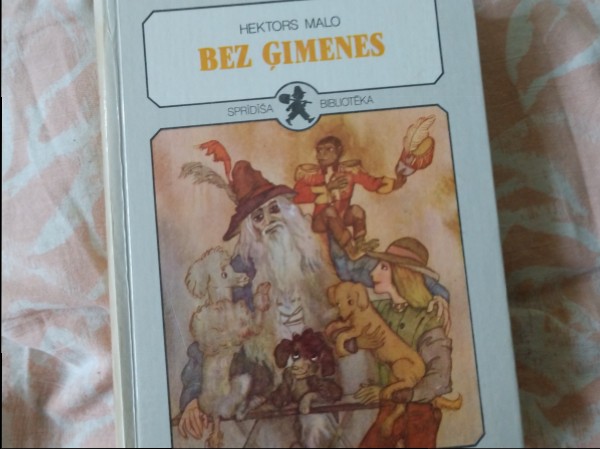 HEKTORS MALO
BEZ ĢIMENES
SPRĪDĪŠA BIBLIOTĒKA